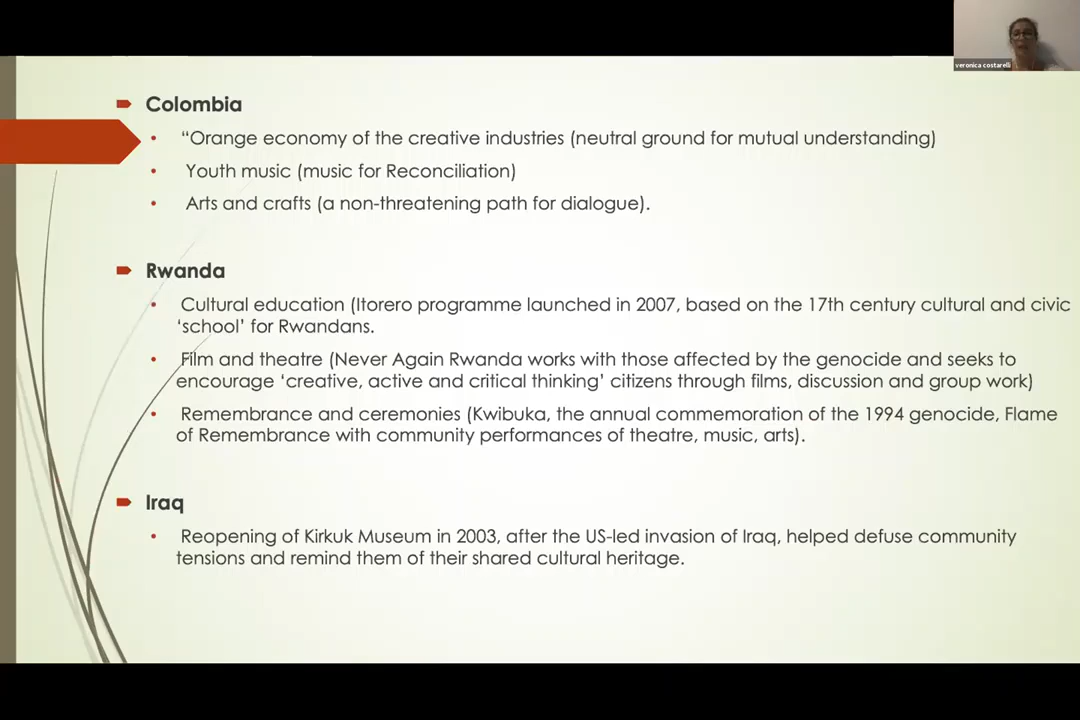 veronica costarelli
Colombia
“Orange economy of the creative industries (neutral ground for mutual understanding)
Youth music (music for Reconciliation)
Arts and crafts (a non-threatening path for dialogue).
Rwanda
Cultural education (Itorero programme launched in 2007, based on the 17th century cultural and civic
‘school’ for Rwandans.
Film and theatre (Never Again Rwanda works with those affected by the genocide and seeks to
encourage ‘creative, active and critical thinking’ citizens through films, discussion and group work)
Remembrance and ceremonies (Kwibuka, the annual commemoration of the 1994 genocide, Flame
of Remembrance with community performances of theatre, music, arts).
Iraq
Reopening of Kirkuk Museum in 2003, after the US-led invasion of Iraq, helped defuse community
tensions and remind them of their shared cultural heritage.